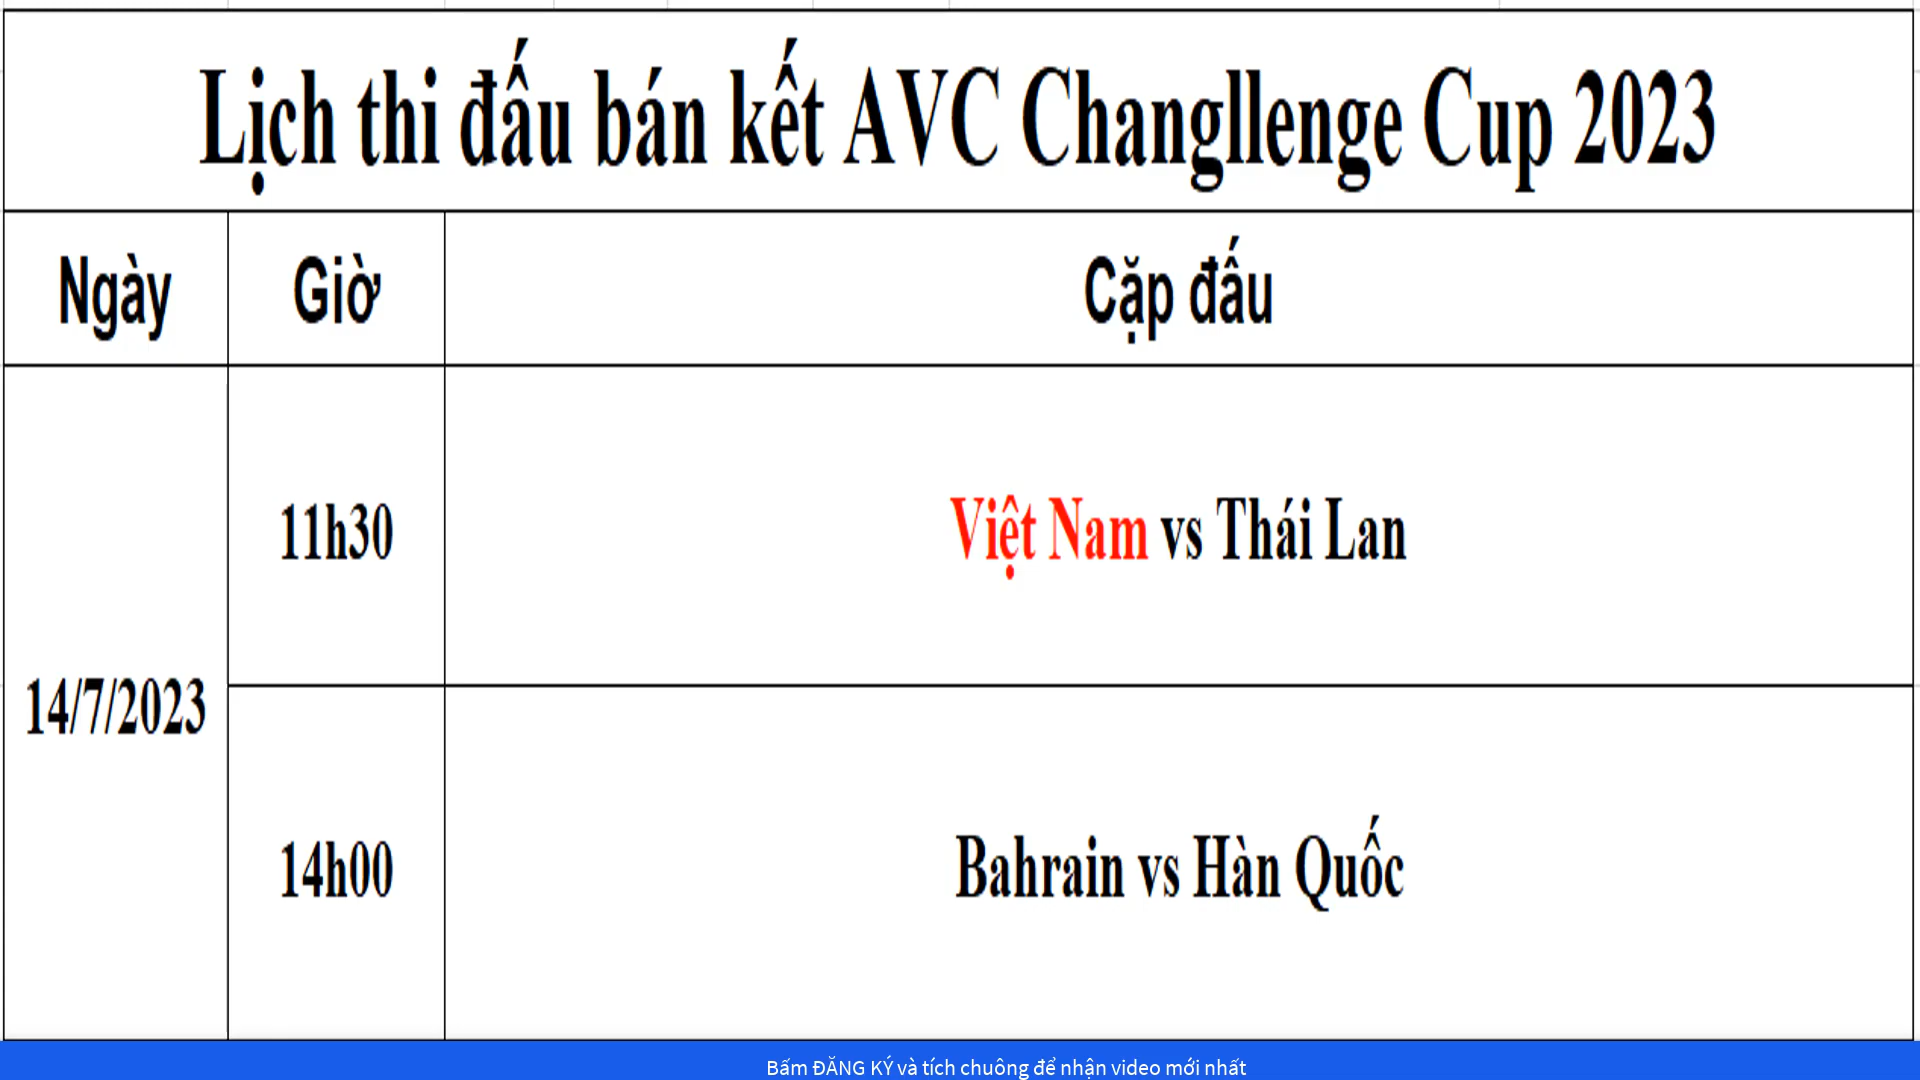 Lịch thi đấu bán kết AVC Changllenge Cup 2023
Ngày Giờ Cặp đấu
11h30 Việt Nam vs Thái Lan
14/7/2023
14h00 Bahrain vs Hàn Quốc
Bấm ĐĂNG KÝ và tích chuông để nhận video mới nhất